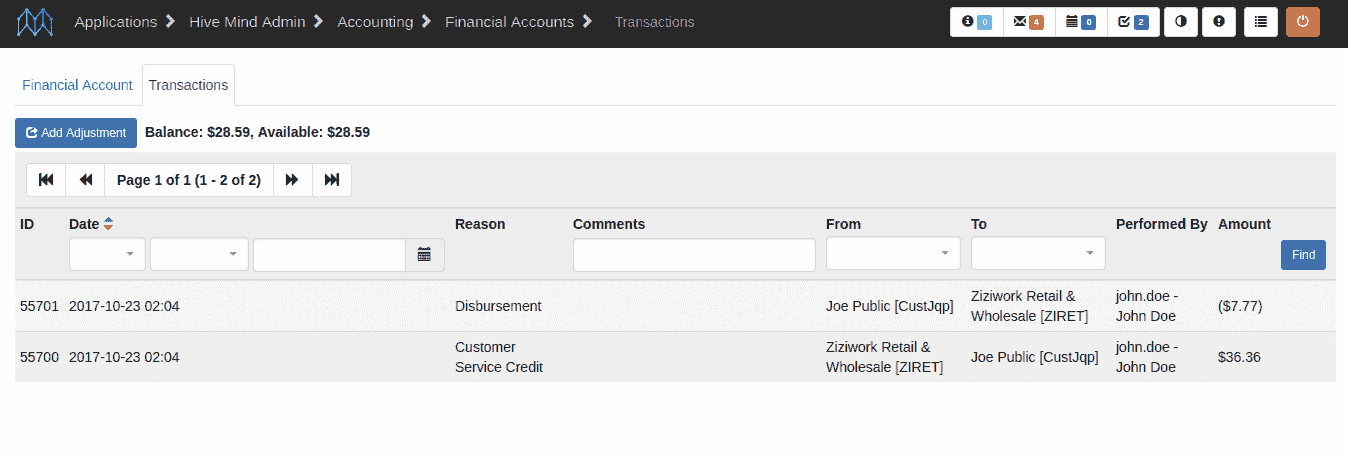 Applications Hive Mind Admin Accounting Financial Accounts Transactions 0 4 0 2
Financial Account Transactions
Add Adjustment Balance: $28.59, Available: $28.59
Page 1 of 1 (1 - 2 of 2)
ID Date Reason Comments From To Performed By Amount
Find
55701 2017-10-23 02:04 Disbursement Joe Public [CustJqp] Ziziwork Retail & Wholesale [ZIRET] john.doe - John Doe ($7.77)
55700 2017-10-23 02:04 Customer Service Credit Ziziwork Retail & Wholesale [ZIRET] Joe Public [CustJqp] john.doe - John Doe $36.36